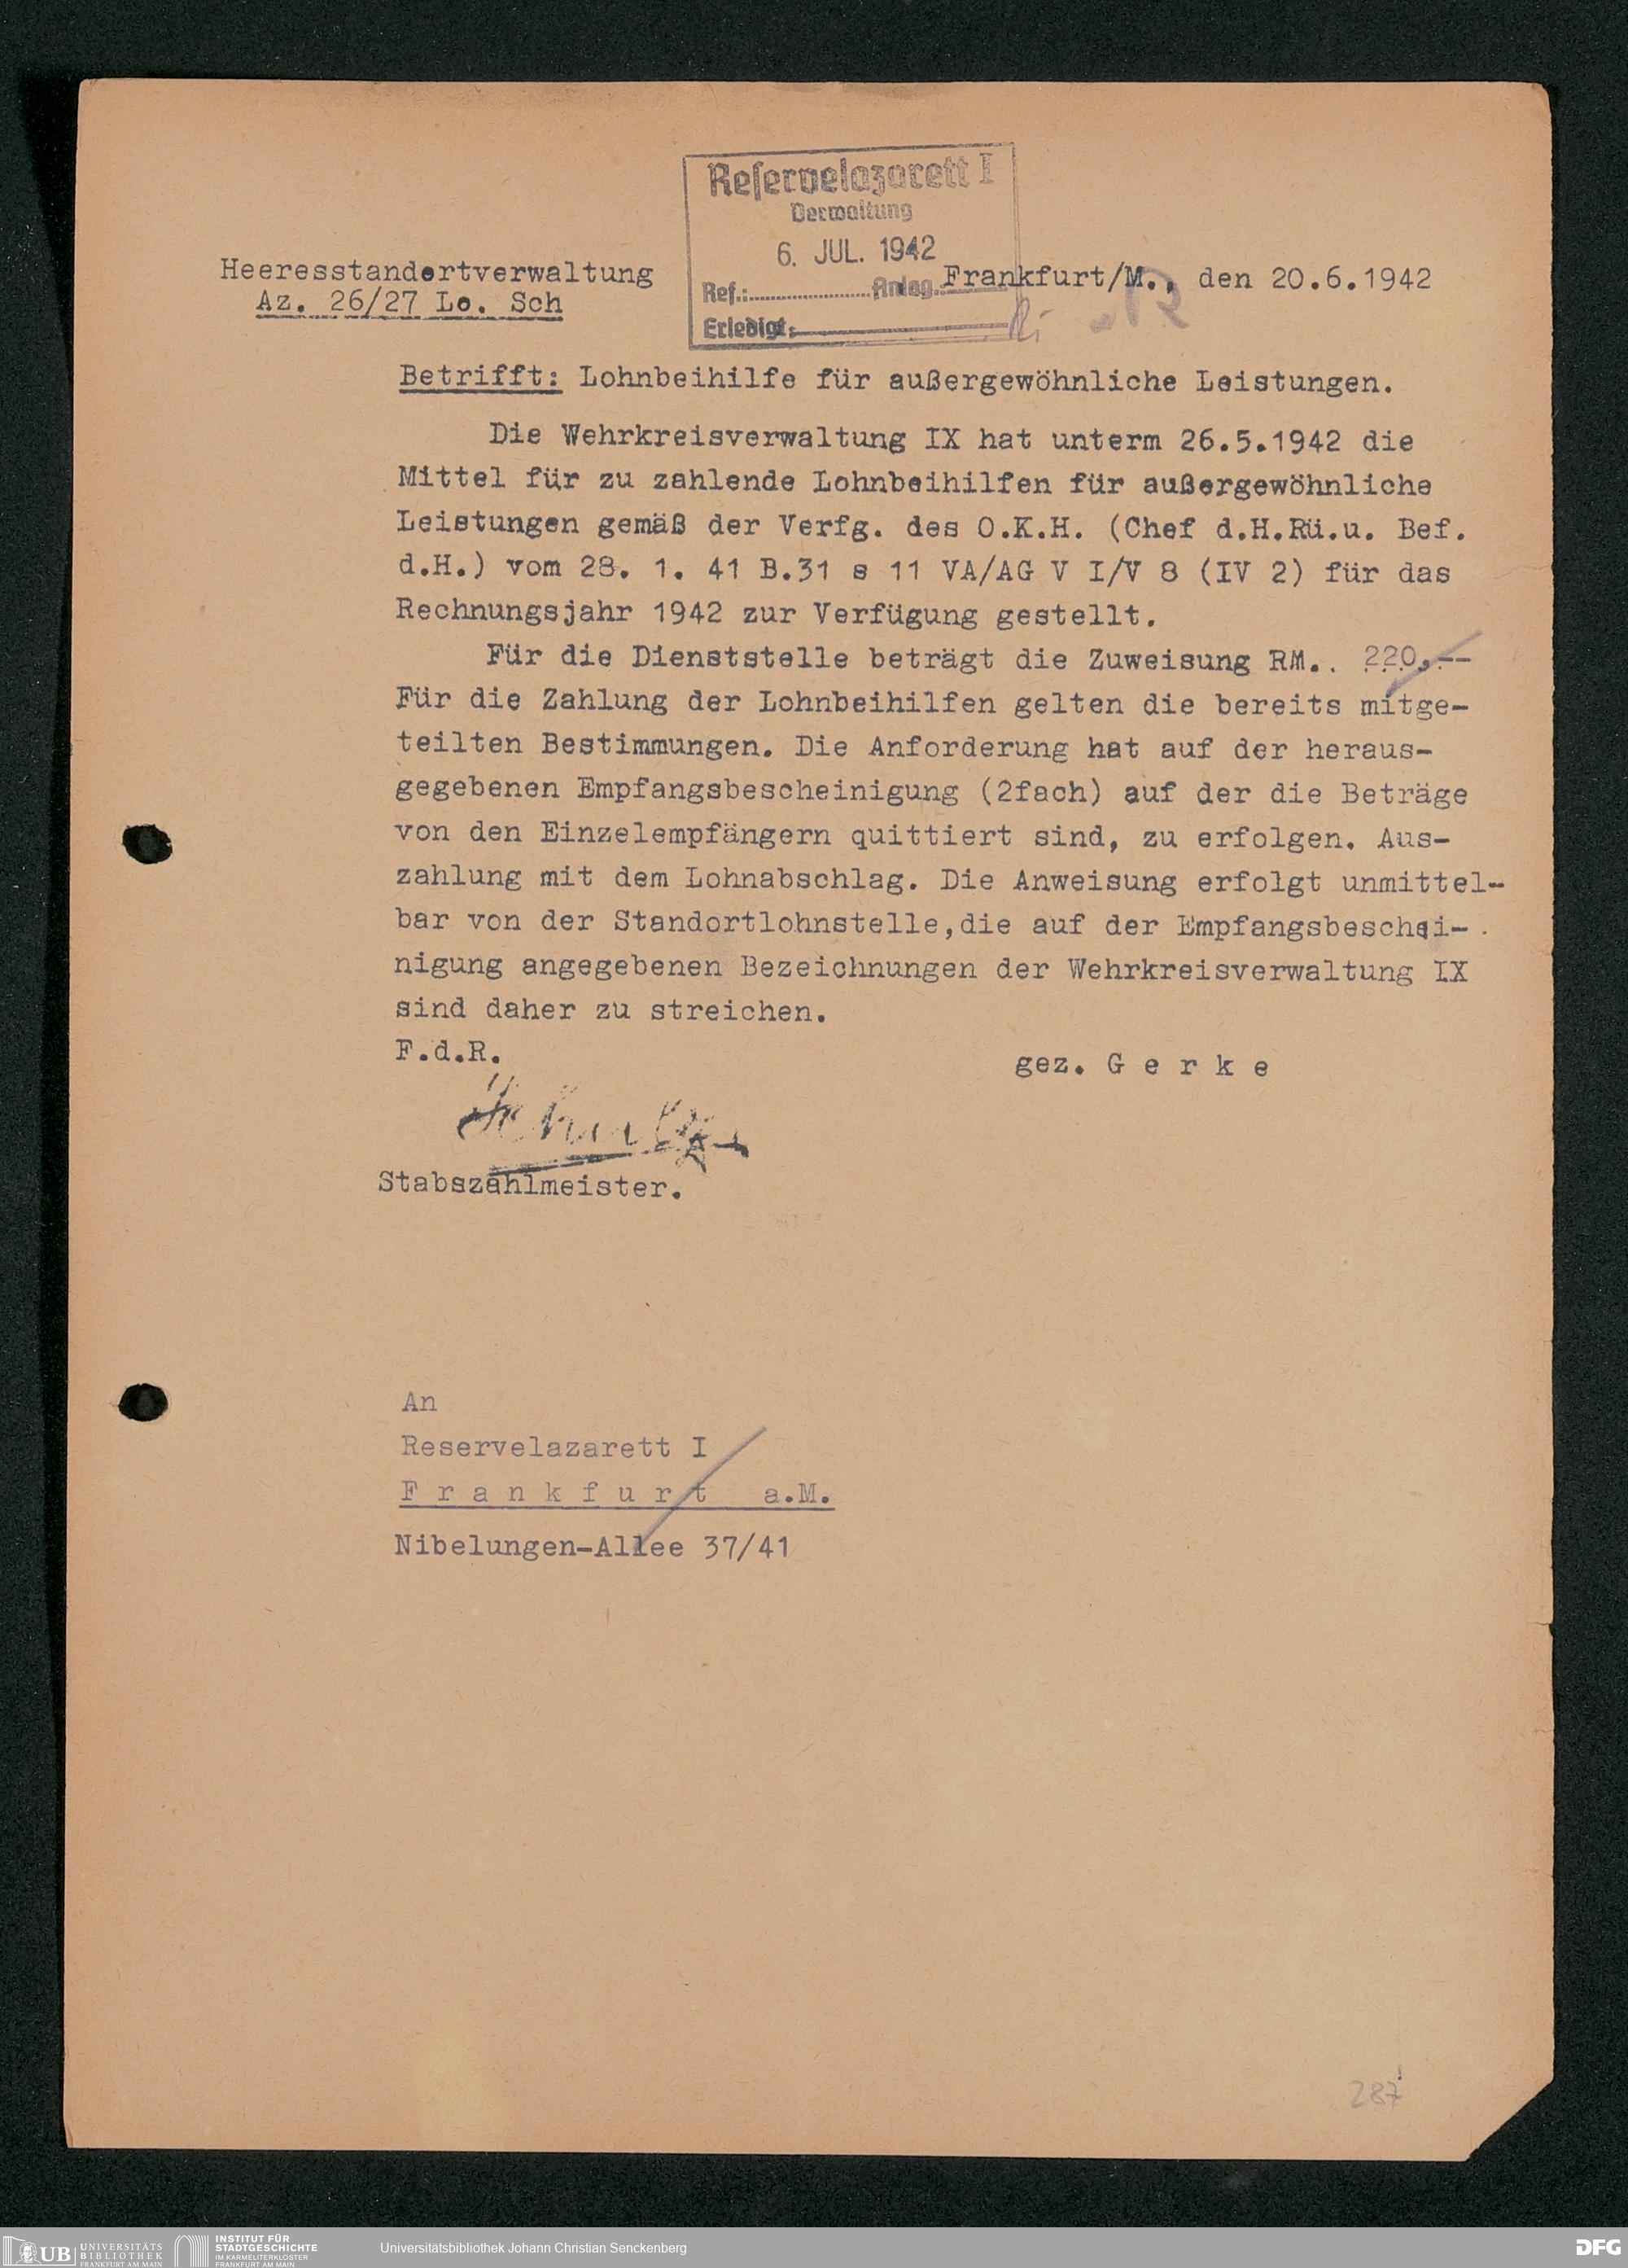 Reservelazarett I
Verwaltung
6. JUL. 1942
Ref.: Anlag.
Erledigt:
Heeresstandortverwaltung
Az. 26/27 Lo. Sch
Frankfurt/M., den 20.6.1942
Betrifft: Lohnbeihilfe für außergewöhnliche Leistungen.
Die Wehrkreisverwaltung IX hat unterm 26.5.1942 die
Mittel für zu zahlende Lohnbeihilfen für außergewöhnliche
Leistungen gemäß der Verfg. des O.K.H. (Chef d.H.Rü.u. Bef.
d.H.) vom 28. 1. 41 B.31 s 11 VA/AG V I/V 8 (IV 2) für das
Rechnungsjahr 1942 zur Verfügung gestellt.
Für die Dienststelle beträgt die Zuweisung RM.. 220,--
Für die Zahlung der Lohnbeihilfen gelten die bereits mitge-
teilten Bestimmungen. Die Anforderung hat auf der heraus-
gegebenen Empfangsbescheinigung (2fach) auf der die Beträge
von den Einzelempfängern quittiert sind, zu erfolgen. Aus-
zahlung mit dem Lohnabschlag. Die Anweisung erfolgt unmittel-
bar von der Standortlohnstelle,die auf der Empfangsbeschei-
nigung angegebenen Bezeichnungen der Wehrkreisverwaltung IX
sind daher zu streichen.
F.d.R.
gez. G e r k e
Stabszahlmeister.
An
Reservelazarett I
F r a n k f u r t a.M.
Nibelungen-Allee 37/41
287
UB UNIVERSITÄTS
BIBLIOTHEK
FRANKFURT AM MAIN
INSTITUT FÜR
STADTGESCHICHTE
IM KARMELITERKLOSTER
FRANKFURT AM MAIN
Universitätsbibliothek Johann Christian Senckenberg
DFG